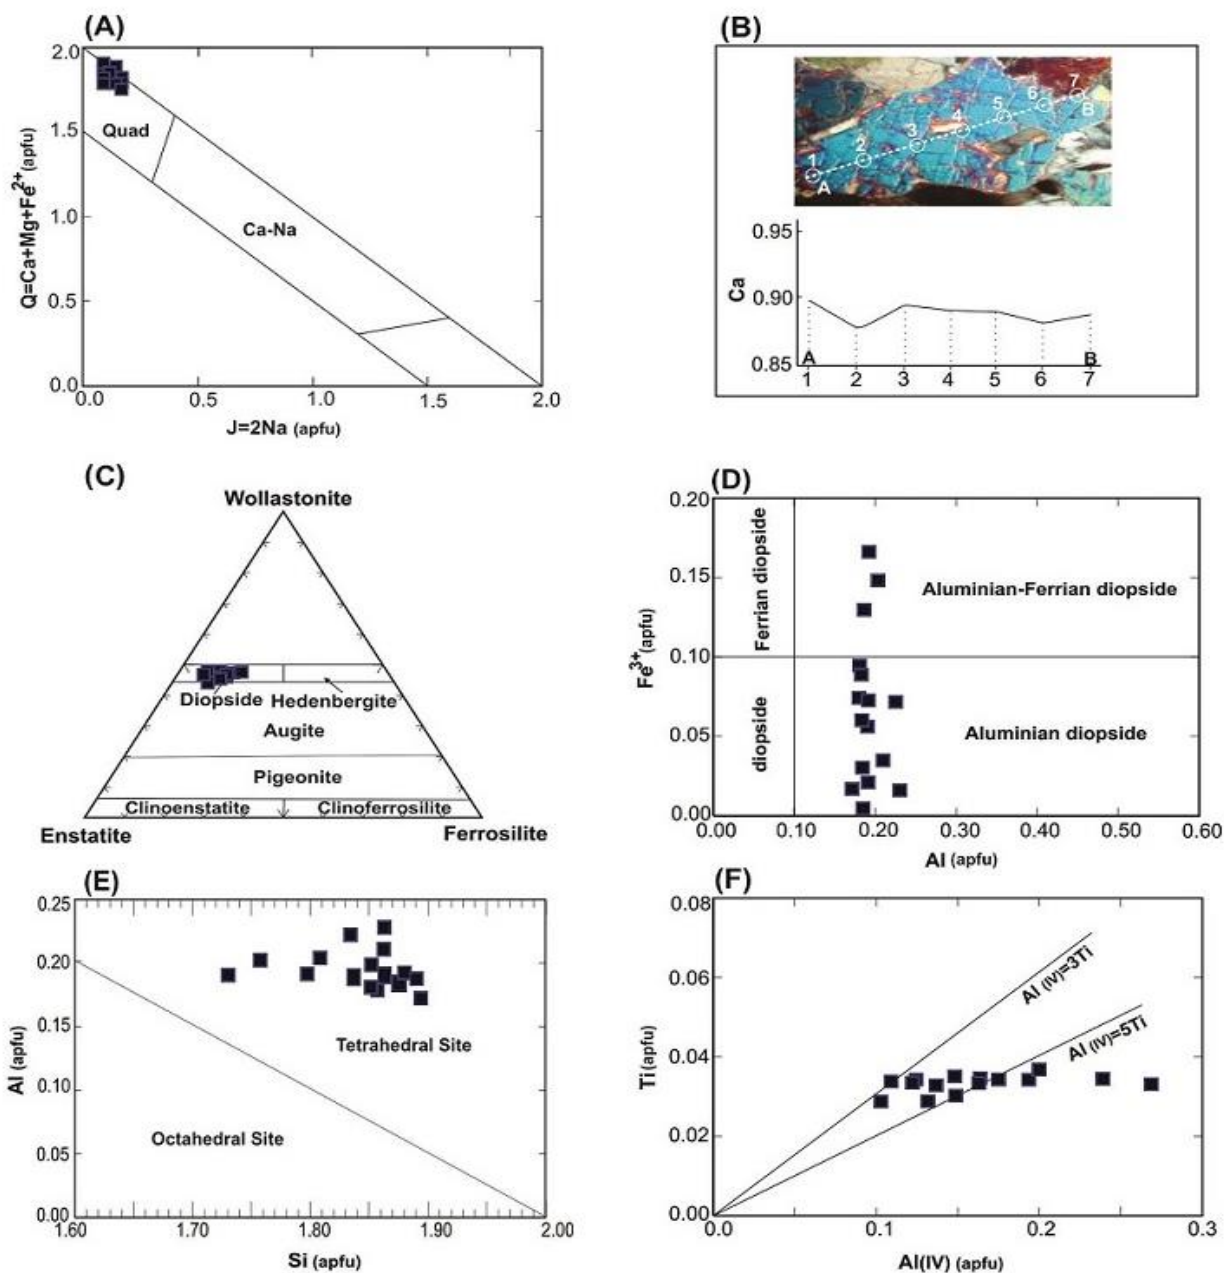 (A)
2.0
1.5
1.0
0.5
0.0
Q=Ca+Mg+Fe2+(apfu)
Quad
Ca-Na
0.0 0.5 1.0 1.5 2.0
J=2Na (apfu)
(B)
1 2 3 4 5 6 7
A B
0.95
0.90
0.85
Ca
A B
1 2 3 4 5 6 7
(C)
Wollastonite
Diopside Hedenbergite
Augite
Pigeonite
Clinoenstatite Clinoferrosilite
Enstatite Ferrosilite
(D)
0.20
0.15
0.10
0.05
0.00
Fe3+ (apfu)
Ferrian diopside
Aluminian-Ferrian diopside
diopside
Aluminian diopside
0.00 0.10 0.20 0.30 0.40 0.50 0.60
Al (apfu)
(E)
0.25
0.20
0.15
0.10
0.05
0.00
Al (apfu)
Tetrahedral Site
Octahedral Site
1.60 1.70 1.80 1.90 2.00
Si (apfu)
(F)
0.08
0.06
0.04
0.02
0.00
Ti (apfu)
Al (IV)=3Ti
Al (IV)=5Ti
0.0 0.1 0.2 0.3
Al(IV) (apfu)